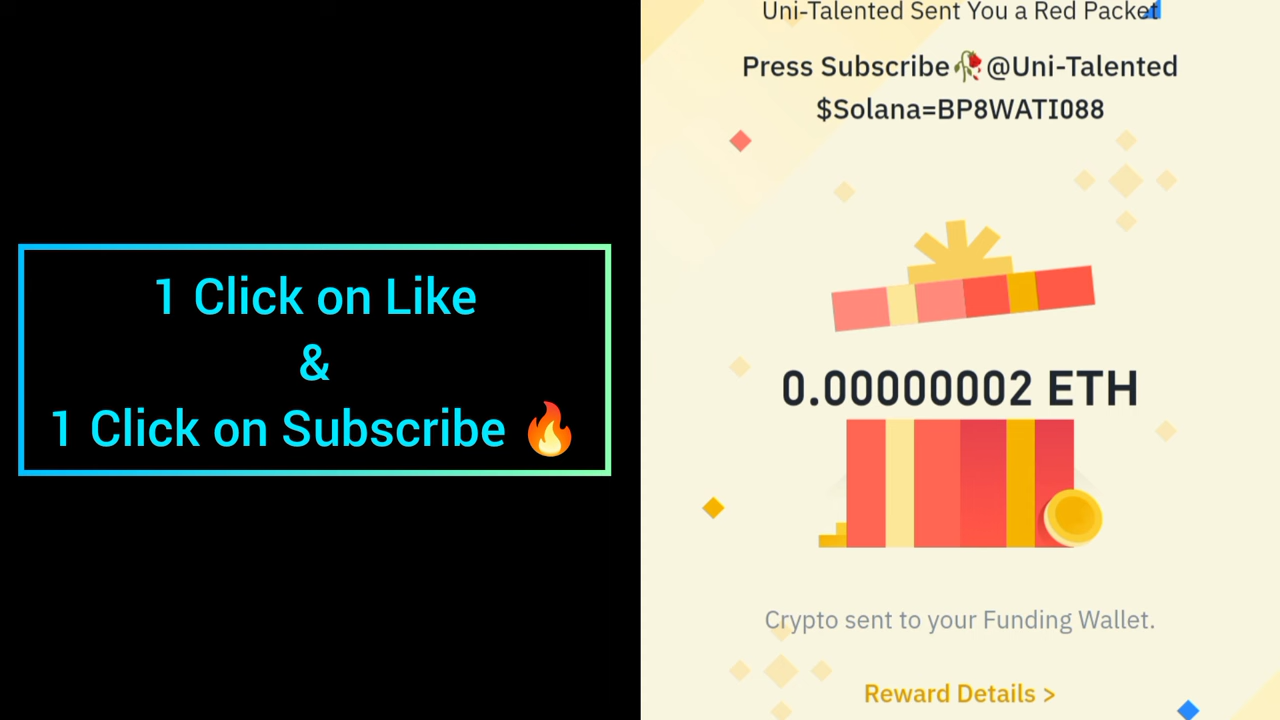 1 Click on Like
&
1 Click on Subscribe 🔥
Uni-Talented Sent You a Red Packet
Press Subscribe🥀@Uni-Talented
$Solana=BP8WATI088
0.00000002 ETH
Crypto sent to your Funding Wallet.
Reward Details >